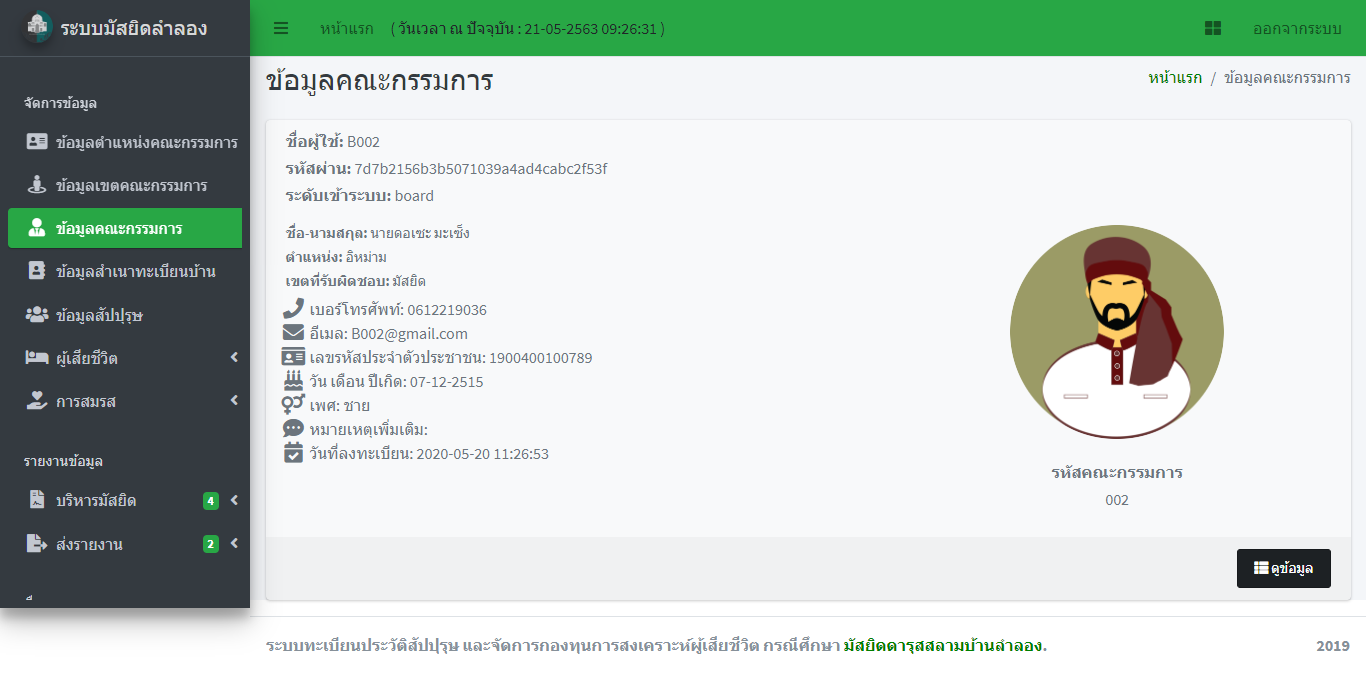 ระบบมัสยิดลำลอง
หน้าแรก ( วันเวลา ณ ปัจจุบัน : 21-05-2563 09:26:31 )
ออกจากระบบ
ข้อมูลคณะกรรมการ
หน้าแรก / ข้อมูลคณะกรรมการ
จัดการข้อมูล
ข้อมูลตำแหน่งคณะกรรมการ
ข้อมูลเขตคณะกรรมการ
ข้อมูลคณะกรรมการ
ข้อมูลสำเนาทะเบียนบ้าน
ข้อมูลสัปปุรุษ
ผู้เสียชีวิต
การสมรส
รายงานข้อมูล
บริหารมัสยิด 4
ส่งรายงาน 2
ชื่อผู้ใช้: B002
รหัสผ่าน: 7d7b2156b3b5071039a4ad4cabc2f53f
ระดับเข้าระบบ: board
ชื่อ-นามสกุล: นายดอเซะ มะเซ็ง
ตำแหน่ง: อิหม่าม
เขตที่รับผิดชอบ: มัสยิด
เบอร์โทรศัพท์: 0612219036
อีเมล: B002@gmail.com
เลขรหัสประจำตัวประชาชน: 1900400100789
วัน เดือน ปีเกิด: 07-12-2515
เพศ: ชาย
หมายเหตุเพิ่มเติม:
วันที่ลงทะเบียน: 2020-05-20 11:26:53
รหัสคณะกรรมการ
002
ดูข้อมูล
ระบบทะเบียนประวัติสัปปุรุษ และจัดการกองทุนการสงเคราะห์ผู้เสียชีวิต กรณีศึกษา มัสยิดดารุสสลามบ้านลำลอง.
2019